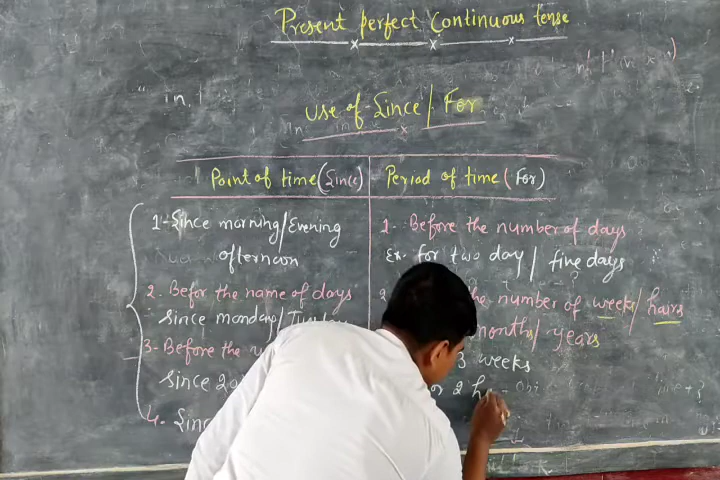 Present perfect Continuous tense
Use of Since/For
Point of time (Since)
Period of time (For)
1- Since morning/Evening
afternoon
2. Befor the name of days
since monday/
3- Before the
Since
4- Sinc
1. Before the number of days
Ex- for two day/ five days
the number of weeks/hairs
months/years
3 weeks
or 2 h